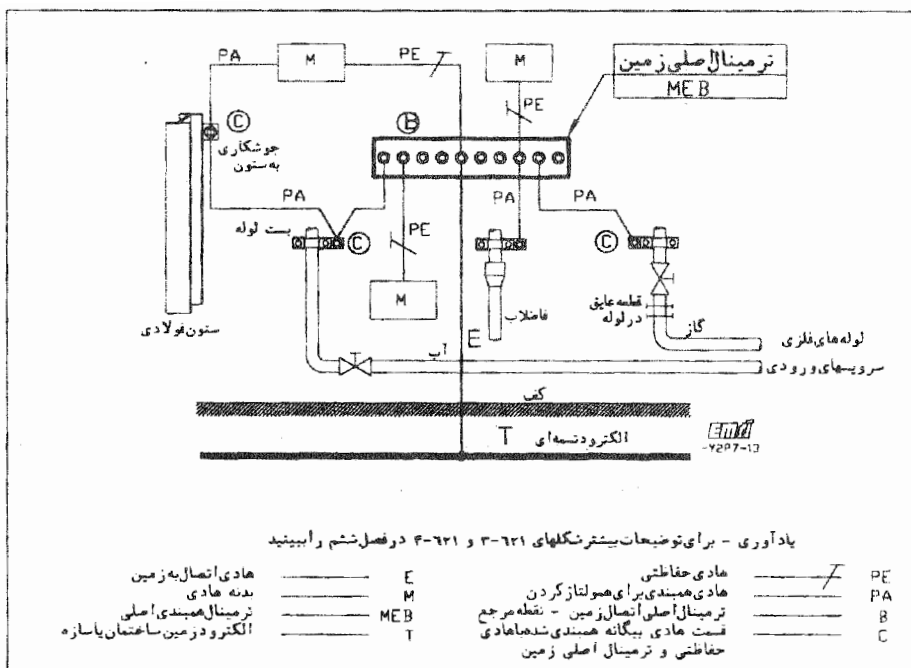 PA
M
PE
M
ترمینال اصلی زمین
MEB
C
B
PE
جوشکاری
به ستون
PA
PA
PA
بست لوله
C
PE
C
M
فاضلاب
قطعه عایق
در لوله
گاز
ستون فولادی
E
آب
لوله های فلزی
سرویسهای ورودی
کف
T
الکترود تسمه ای
emdi
-۷2P7-13
یادآوری - برای توضیحات بیشتر شکلهای ۶۲۱-۳ و ۶۲۱-۴ در فصل ششم را ببینید
PE هادی حفاظتی
PA هادی همبندی برای همولتاژ کردن
B ترمینال اصلی اتصال زمین - نقطه مرجع
C قسمت هادی بیگانه همبندی شده با هادی
حفاظتی و ترمینال اصلی زمین
E هادی اتصال به زمین
M بدنه هادی
MEB ترمینال همبندی اصلی
T الکترود زمین ساختمان یا سازه